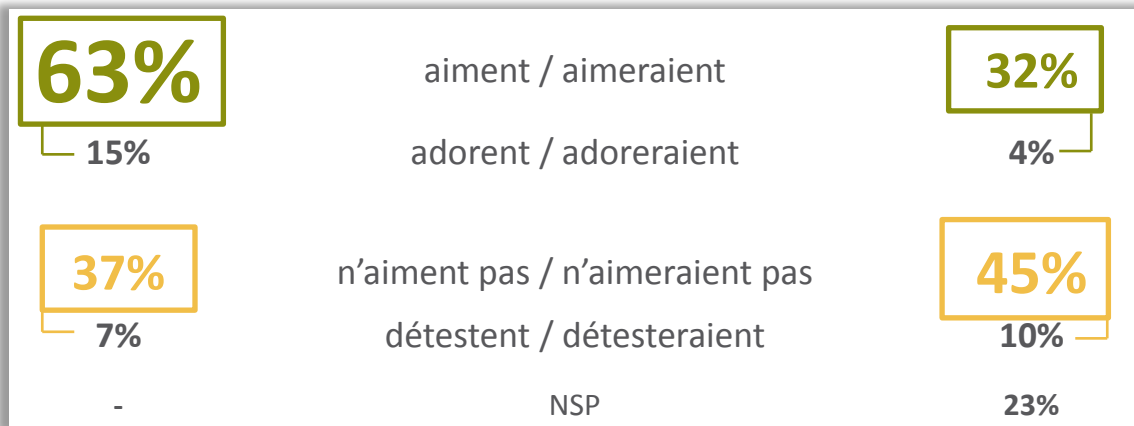 63% aiment / aimeraient 32%
15% adorent / adoreraient 4%
37% n’aiment pas / n’aimeraient pas 45%
7% détestent / détesteraient 10%
- NSP 23%